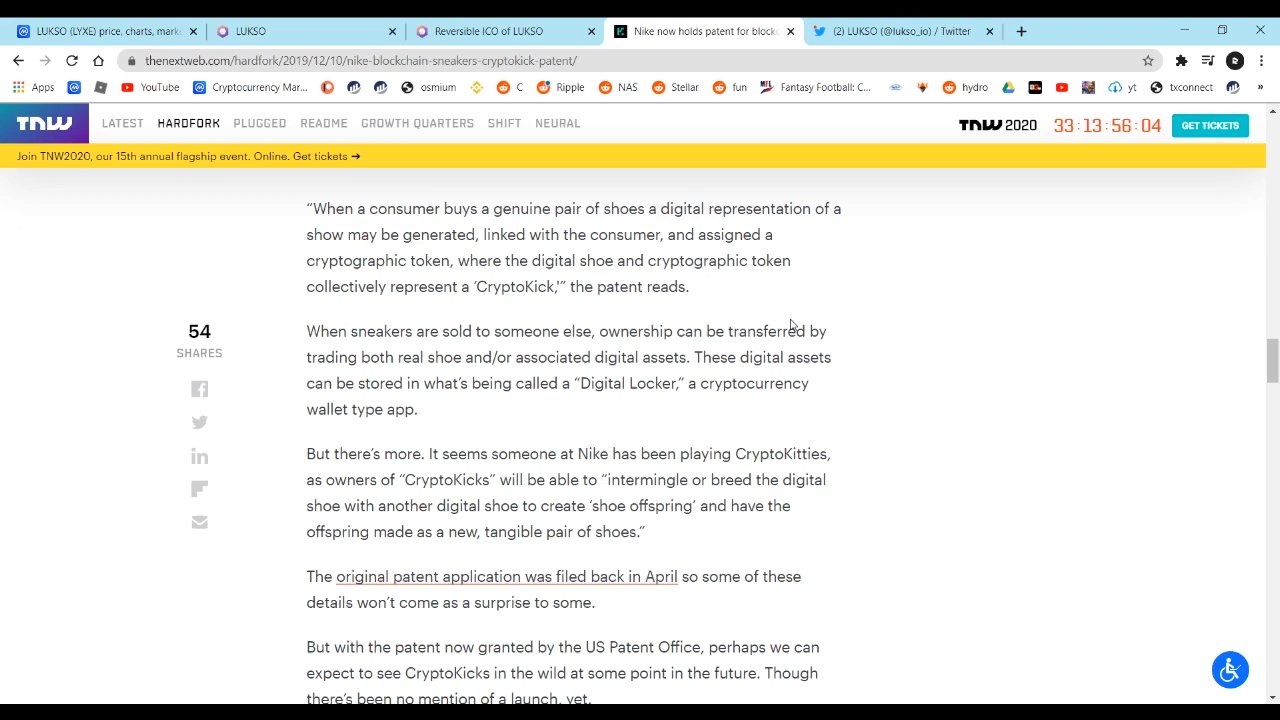 LUKSO (LYXE) price, charts, mark
LUKSO
Reversible ICO of LUKSO
Nike now holds patent for blockc
(2) LUKSO (@lukso_io) / Twitter
thenextweb.com/hardfork/2019/12/10/nike-blockchain-sneakers-cryptokick-patent/
R
Apps
YouTube
Cryptocurrency Mar...
osmium
C
Ripple
NAS
Stellar
fun
Fantasy Football: C...
hydro
yt
txconnect
»
TNW
LATEST
HARDFORK
PLUGGED
README
GROWTH QUARTERS
SHIFT
NEURAL
TNW 2020
33:13:56:04
GET TICKETS
Join TNW2020, our 15th annual flagship event. Online. Get tickets ➔
“When a consumer buys a genuine pair of shoes a digital representation of a
show may be generated, linked with the consumer, and assigned a
cryptographic token, where the digital shoe and cryptographic token
collectively represent a ‘CryptoKick,'” the patent reads.
54
SHARES
When sneakers are sold to someone else, ownership can be transferred by
trading both real shoe and/or associated digital assets. These digital assets
can be stored in what’s being called a “Digital Locker,” a cryptocurrency
wallet type app.
But there’s more. It seems someone at Nike has been playing CryptoKitties,
as owners of “CryptoKicks” will be able to “intermingle or breed the digital
shoe with another digital shoe to create ‘shoe offspring’ and have the
offspring made as a new, tangible pair of shoes.”
The original patent application was filed back in April so some of these
details won’t come as a surprise to some.
But with the patent now granted by the US Patent Office, perhaps we can
expect to see CryptoKicks in the wild at some point in the future. Though
there’s been no mention of a launch, yet.